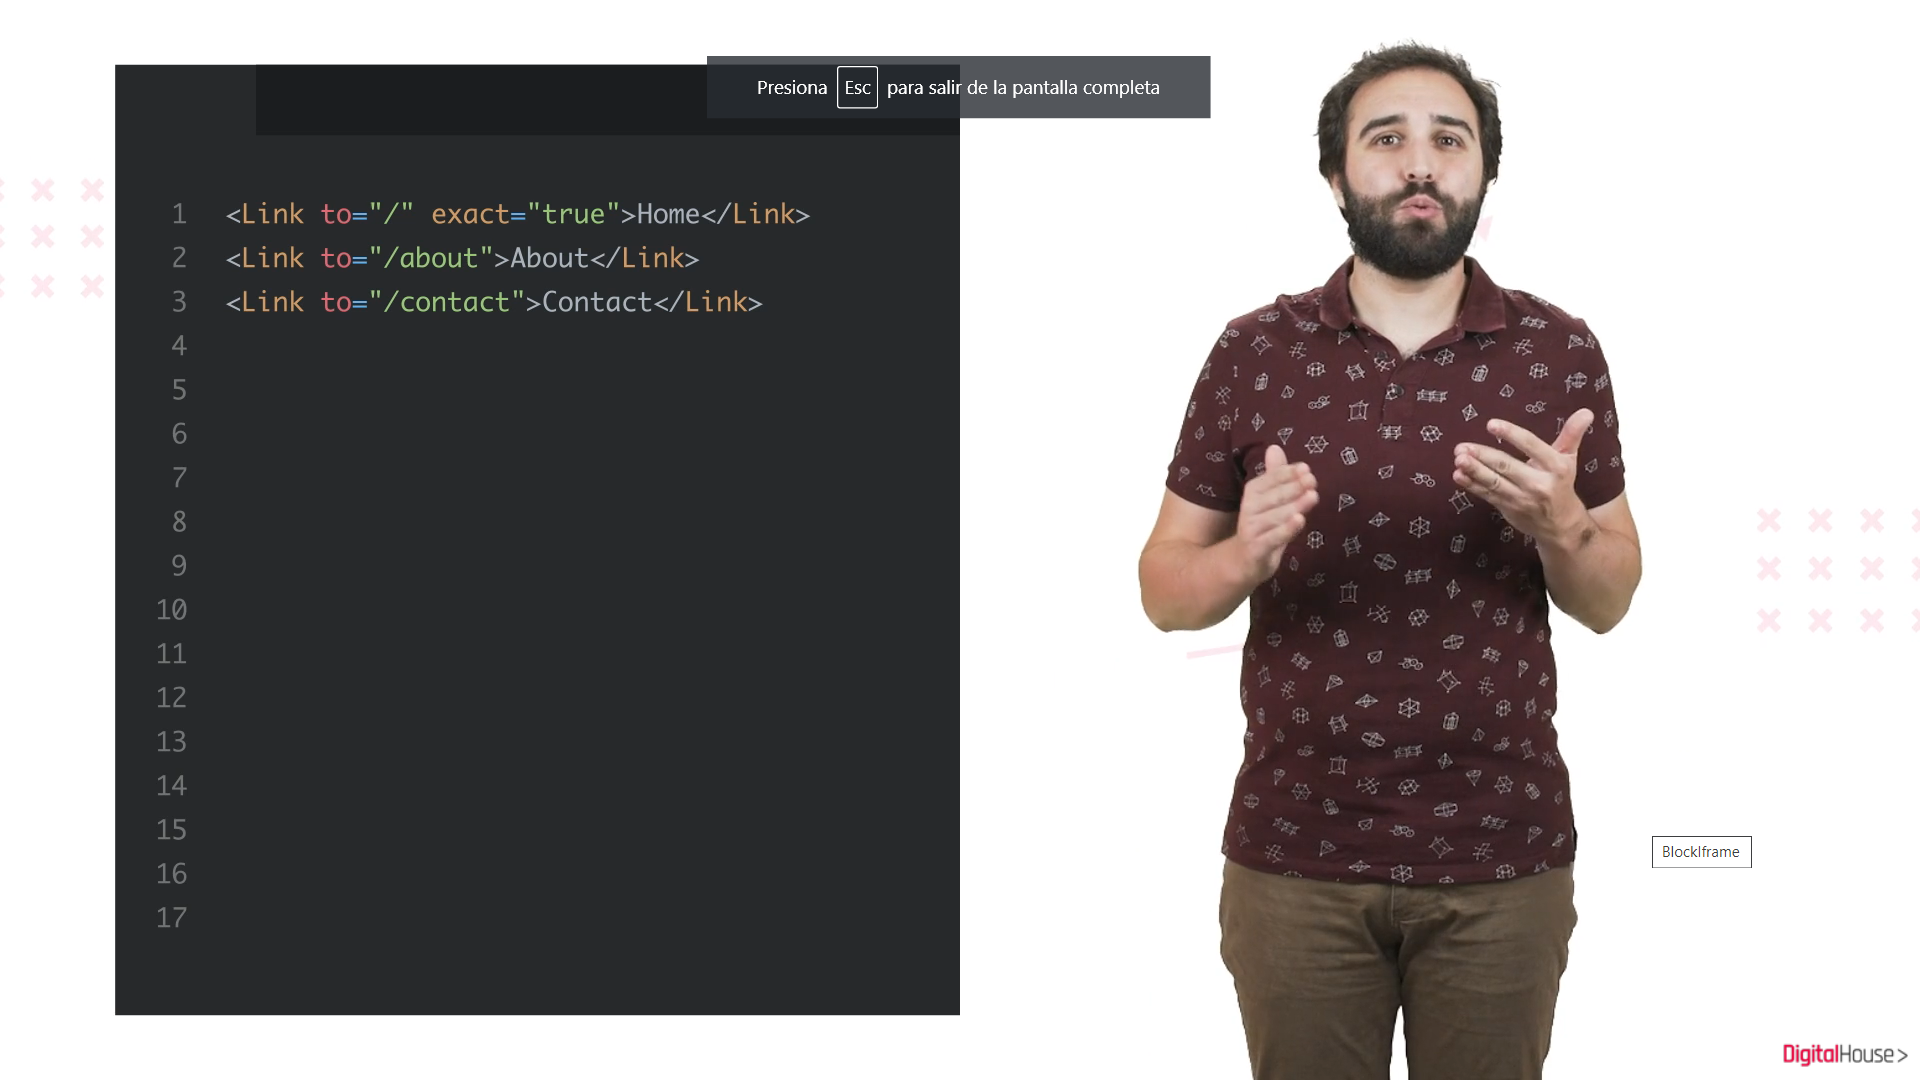 Presiona Esc para salir de la pantalla completa
1 <Link to="/" exact="true">Home</Link>
2 <Link to="/about">About</Link>
3 <Link to="/contact">Contact</Link>
4
5
6
7
8
9
10
11
12
13
14
15
16
17
BlockIframe
DigitalHouse>